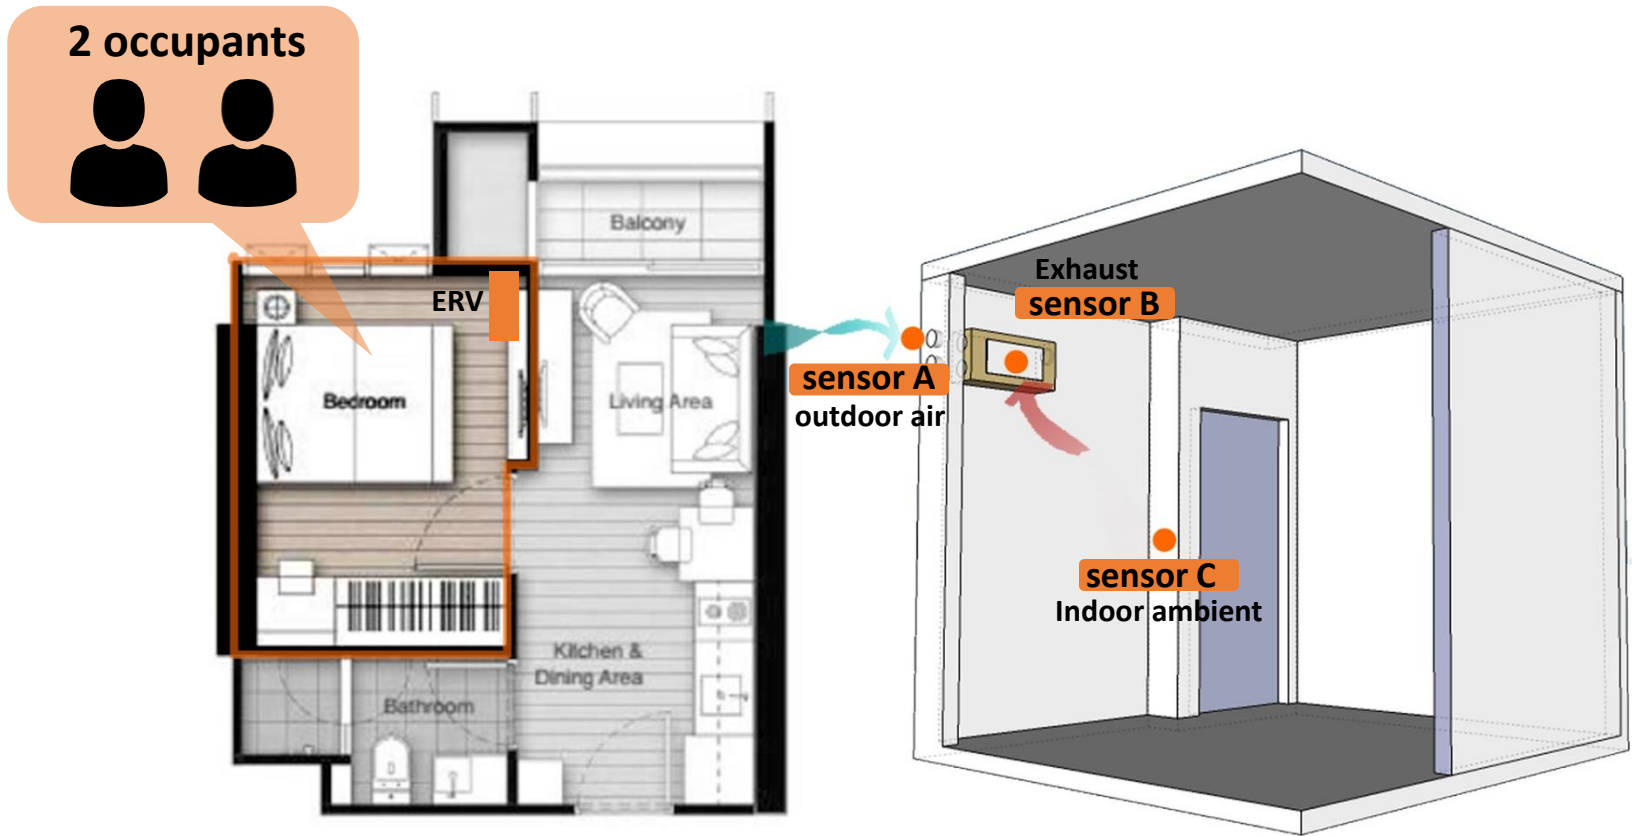 2 occupants
Balcony
ERV
Bedroom
Living Area
Kitchen &
Dining Area
Bathroom
Exhaust
sensor B
sensor A
outdoor air
sensor C
Indoor ambient